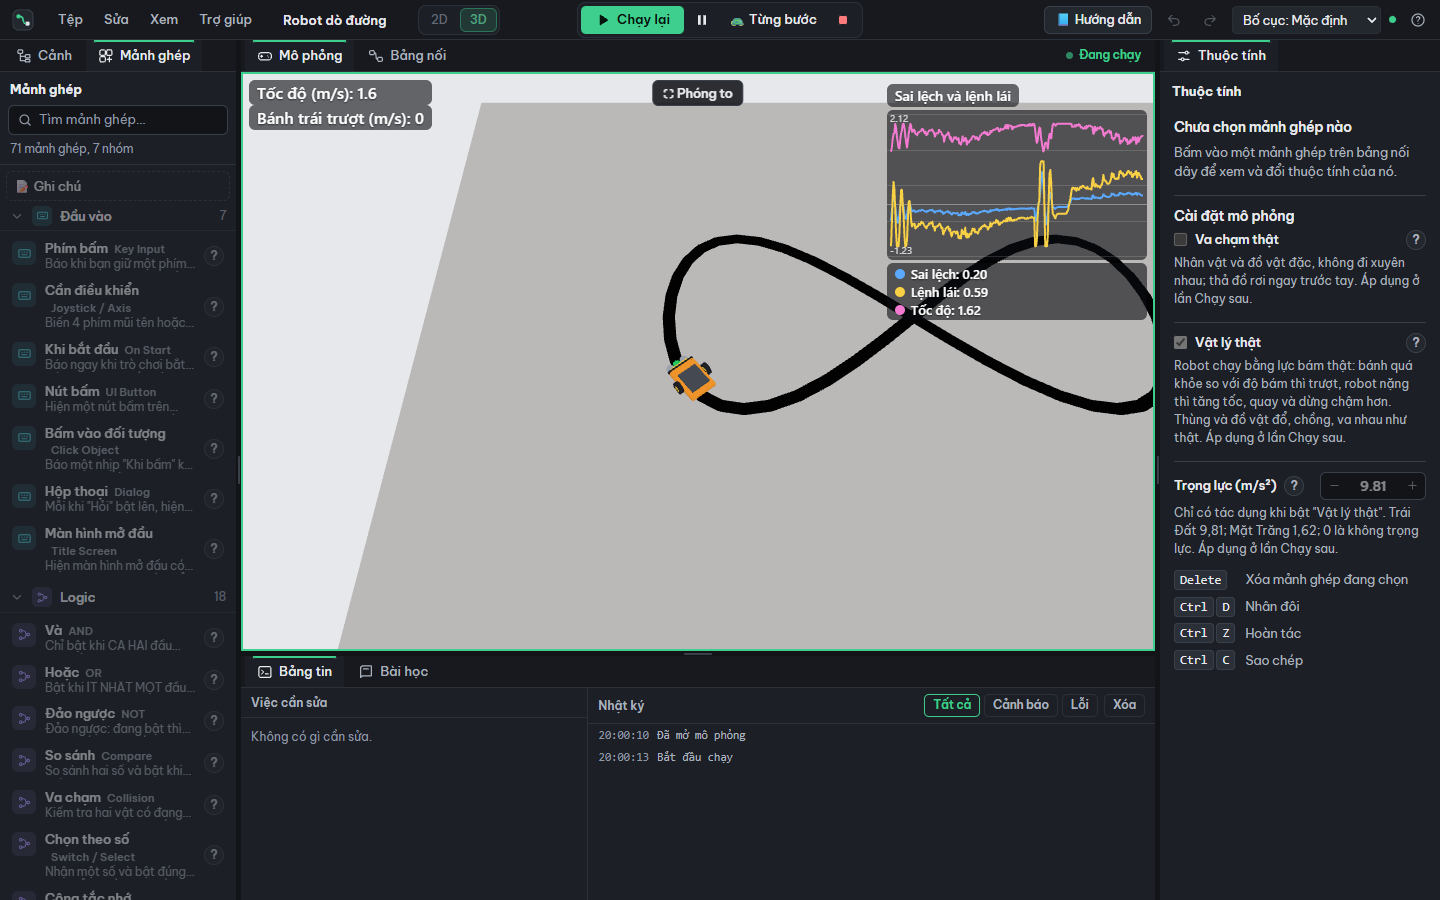 Tệp
Sửa
Xem
Trợ giúp
Robot dò đường
2D
3D
Chạy lại
Từng bước
Hướng dẫn
Bố cục: Mặc định
Cảnh
Mảnh ghép
Mảnh ghép
Tìm mảnh ghép...
71 mảnh ghép, 7 nhóm
Ghi chú
Đầu vào
7
Phím bấm Key Input
Báo khi bạn giữ một phím...
Cần điều khiển
Joystick / Axis
Biến 4 phím mũi tên hoặc...
Khi bắt đầu On Start
Báo ngay khi trò chơi bắt...
Nút bấm UI Button
Hiện một nút bấm trên...
Bấm vào đối tượng
Click Object
Báo một nhịp "Khi bấm" k...
Hộp thoại Dialog
Mỗi khi "Hỏi" bật lên, hiện...
Màn hình mở đầu
Title Screen
Hiện màn hình mở đầu có...
Logic
18
Và AND
Chỉ bật khi CẢ HAI đầu...
Hoặc OR
Bật khi ÍT NHẤT MỘT đầu...
Đảo ngược NOT
Đảo ngược: đang bật thì...
So sánh Compare
So sánh hai số và bật khi...
Va chạm Collision
Kiểm tra hai vật có đang...
Chọn theo số
Switch / Select
Nhận một số và bật đúng...
Công tắc nhớ
Mô phỏng
Bảng nối
Đang chạy
Tốc độ (m/s): 1.6
Bánh trái trượt (m/s): 0
Phóng to
Sai lệch và lệnh lái
2.12
-1.23
Sai lệch: 0.20
Lệnh lái: 0.59
Tốc độ: 1.62
Bảng tin
Bài học
Việc cần sửa
Không có gì cần sửa.
Nhật ký
Tất cả
Cảnh báo
Lỗi
Xóa
20:00:10 Đã mở mô phỏng
20:00:13 Bắt đầu chạy
Thuộc tính
Thuộc tính
Chưa chọn mảnh ghép nào
Bấm vào một mảnh ghép trên bảng nối
dây để xem và đổi thuộc tính của nó.
Cài đặt mô phỏng
Va chạm thật
?
Nhân vật và đồ vật đặc, không đi xuyên
nhau; thả đồ rơi ngay trước tay. Áp dụng ở
lần Chạy sau.
Vật lý thật
?
Robot chạy bằng lực bám thật: bánh quá
khỏe so với độ bám thì trượt, robot nặng
thì tăng tốc, quay và dừng chậm hơn.
Thùng và đồ vật đổ, chồng, va nhau như
thật. Áp dụng ở lần Chạy sau.
Trọng lực (m/s²)
?
− 9.81 +
Chỉ có tác dụng khi bật "Vật lý thật". Trái
Đất 9,81; Mặt Trăng 1,62; 0 là không trọng
lực. Áp dụng ở lần Chạy sau.
Delete Xóa mảnh ghép đang chọn
Ctrl D Nhân đôi
Ctrl Z Hoàn tác
Ctrl C Sao chép